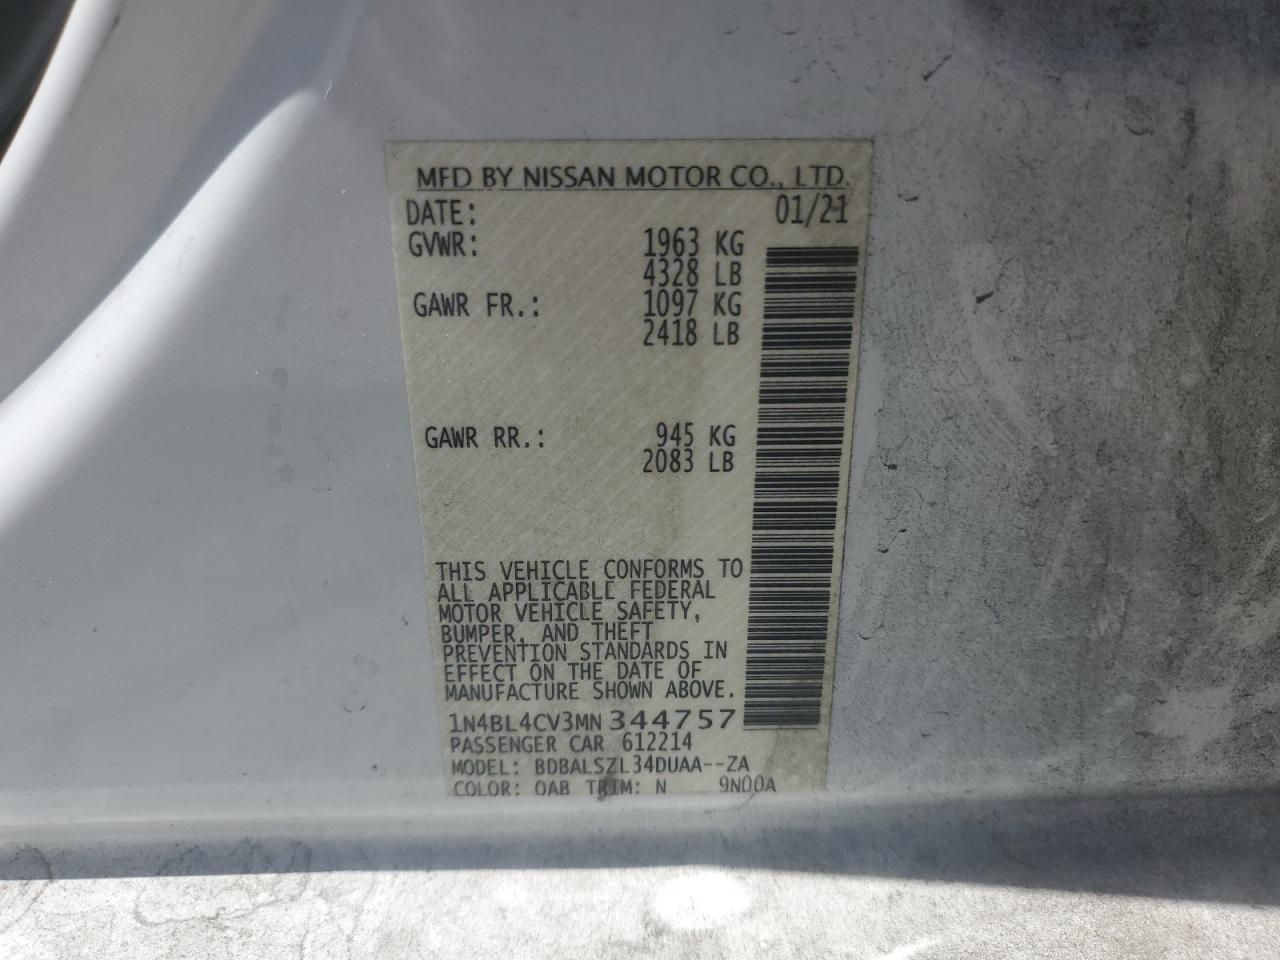 MFD BY NISSAN MOTOR CO., LTD.
DATE: 01/21
GVWR: 1963 KG
4328 LB
GAWR FR.: 1097 KG
2418 LB
GAWR RR.: 945 KG
2083 LB
THIS VEHICLE CONFORMS TO
ALL APPLICABLE FEDERAL
MOTOR VEHICLE SAFETY,
BUMPER, AND THEFT
PREVENTION STANDARDS IN
EFFECT ON THE DATE OF
MANUFACTURE SHOWN ABOVE.
1N4BL4CV3MN344757
PASSENGER CAR 612214
MODEL: BDBALSZL34DUAA--ZA
COLOR: QAB TRIM: N 9N00A